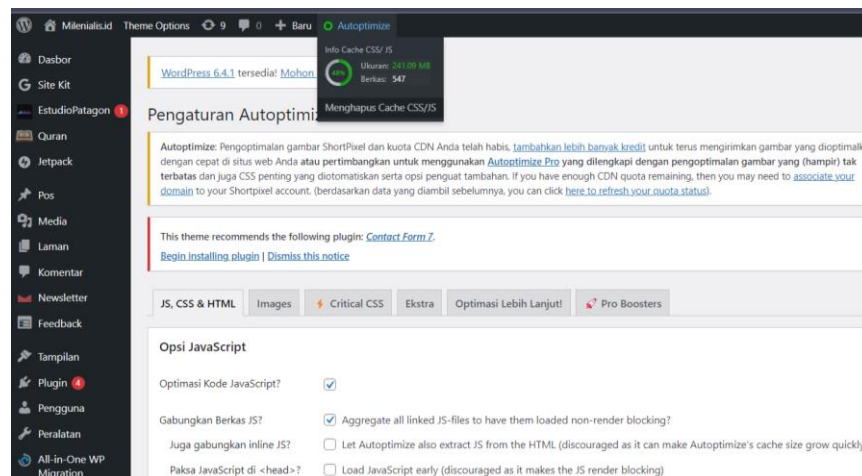 Milenialis.id Theme Options 9 0 + Baru Autoptimize
Info Cache CSS/ JS
48%
Ukuran: 241.09 MB
Berkas: 547
Menghapus Cache CSS/JS
Dasbor
Site Kit
EstudioPatagon 1
Quran
Jetpack
Pos
Media
Laman
Komentar
Newsletter
Feedback
Tampilan
Plugin 4
Pengguna
Peralatan
All-in-One WP
Migration
WordPress 6.4.1 tersedia! Mohon
Pengaturan Autoptimi
Autoptimize: Pengoptimalan gambar ShortPixel dan kuota CDN Anda telah habis, tambahkan lebih banyak kredit untuk terus mengirimkan gambar yang dioptimalk
dengan cepat di situs web Anda atau pertimbangkan untuk menggunakan Autoptimize Pro yang dilengkapi dengan pengoptimalan gambar yang (hampir) tak
terbatas dan juga CSS penting yang diotomatiskan serta opsi penguat tambahan. If you have enough CDN quota remaining, then you may need to associate your
domain to your Shortpixel account. (berdasarkan data yang diambil sebelumnya, you can click here to refresh your quota status).
This theme recommends the following plugin: Contact Form 7.
Begin installing plugin | Dismiss this notice
JS, CSS & HTML Images Critical CSS Ekstra Optimasi Lebih Lanjut! Pro Boosters
Opsi JavaScript
Optimasi Kode JavaScript?
Gabungkan Berkas JS? Aggregate all linked JS-files to have them loaded non-render blocking?
Juga gabungkan inline JS? Let Autoptimize also extract JS from the HTML (discouraged as it can make Autoptimize's cache size grow quickly
Paksa JavaScript di <head>? Load JavaScript early (discouraged as it makes the JS render blocking)